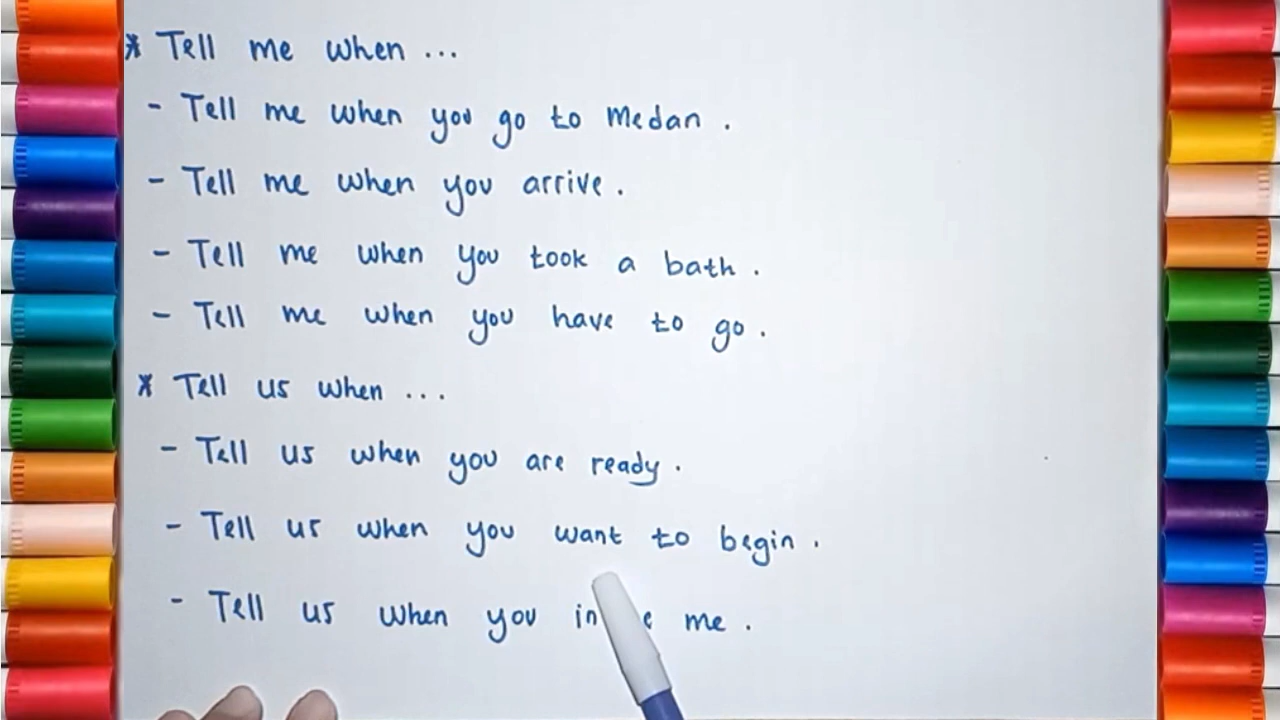 * Tell me when ...
- Tell me when you go to Medan .
- Tell me when you arrive .
- Tell me when you took a bath .
- Tell me when you have to go .
* Tell us when ...
- Tell us when you are ready .
- Tell us when you want to begin .
- Tell us when you me .